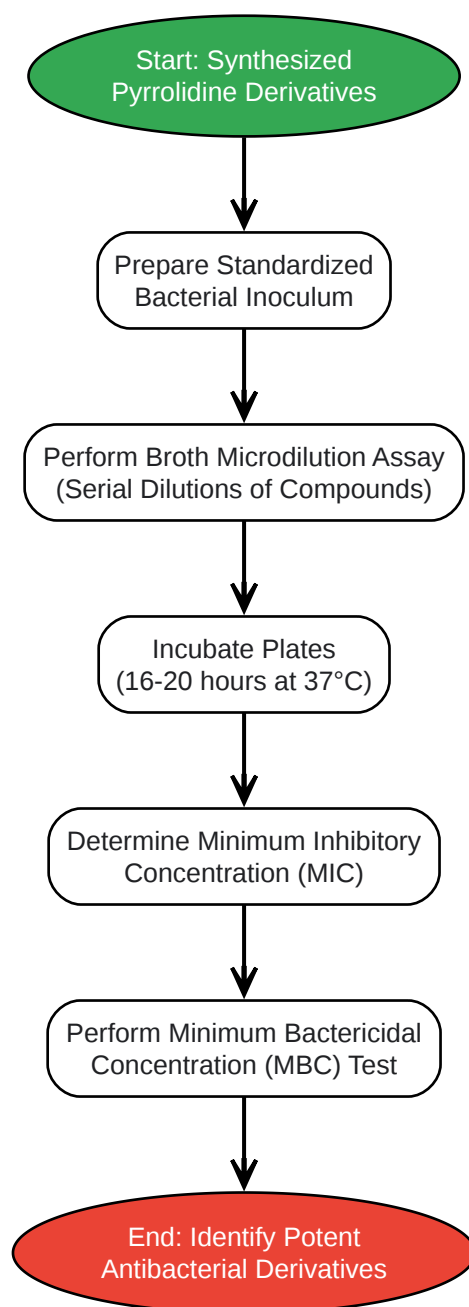 Start: Synthesized
Pyrrolidine Derivatives
Prepare Standardized
Bacterial Inoculum
Perform Broth Microdilution Assay
(Serial Dilutions of Compounds)
Incubate Plates
(16-20 hours at 37°C)
Determine Minimum Inhibitory
Concentration (MIC)
Perform Minimum Bactericidal
Concentration (MBC) Test
End: Identify Potent
Antibacterial Derivatives